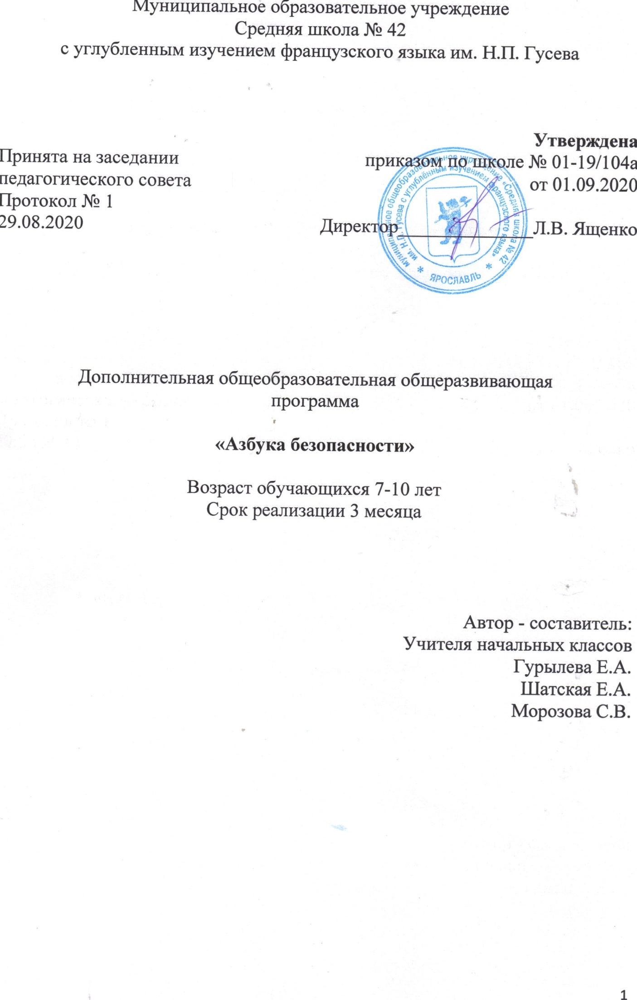 Муниципальное образовательное учреждение
Средняя школа № 42
с углубленным изучением французского языка им. Н.П. Гусева
Принята на заседании
педагогического совета
Протокол № 1
29.08.2020
Утверждена
приказом по школе № 01-19/104а
от 01.09.2020
Директор______________Л.В. Ященко
муниципальное общеобразовательное учреждение «Средняя школа № 42
им. Н.П. Гусева с углублённым изучением французского языка»
* ЯРОСЛАВЛЬ *
Дополнительная общеобразовательная общеразвивающая
программа
«Азбука безопасности»
Возраст обучающихся 7-10 лет
Срок реализации 3 месяца
Автор - составитель:
Учителя начальных классов
Гурылева Е.А.
Шатская Е.А.
Морозова С.В.
1